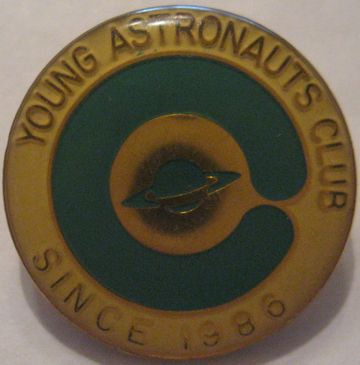 YOUNG ASTRONAUTS CLUB
SINCE 1986